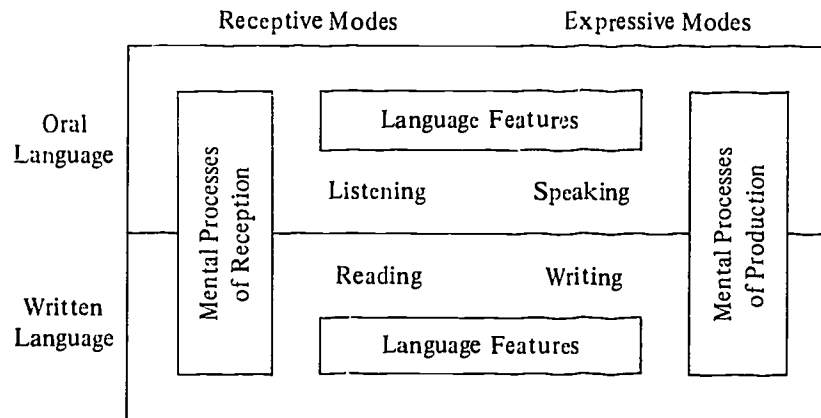 Receptive Modes
Expressive Modes
Oral
Language
Mental Processes
of Reception
Language Features
Listening
Speaking
Mental Processes
of Production
Written
Language
Reading
Writing
Language Features